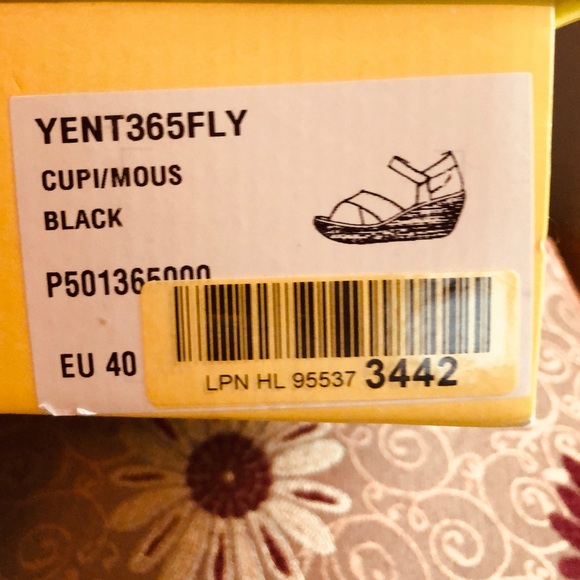 YENT365FLY
CUPI/MOUS
BLACK
P501365000
EU 40
LPN HL 95537 3442